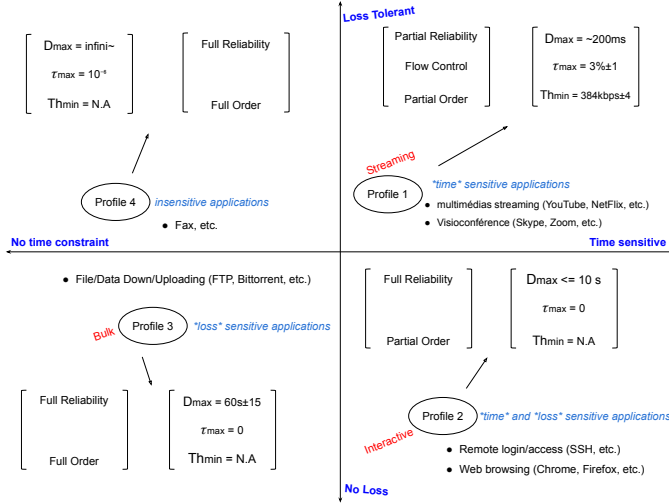 Loss Tolerant
Dmax = infini~
τmax = 10⁻⁶
Thmin = N.A
Full Reliability
Full Order
Profile 4
insensitive applications
● Fax, etc.
No time constraint
Partial Reliability
Flow Control
Partial Order
Dmax = ~200ms
τmax = 3%±1
Thmin = 384kbps±4
Streaming
Profile 1
*time* sensitive applications
● multimédias streaming (YouTube, NetFlix, etc.)
● Visioconférence (Skype, Zoom, etc.)
Time sensitive
● File/Data Down/Uploading (FTP, Bittorrent, etc.)
Bulk
Profile 3
*loss* sensitive applications
Full Reliability
Full Order
Dmax = 60s±15
τmax = 0
Thmin = N.A
Full Reliability
Partial Order
Dmax <= 10 s
τmax = 0
Thmin = N.A
Interactive
Profile 2
*time* and *loss* sensitive applications
● Remote login/access (SSH, etc.)
● Web browsing (Chrome, Firefox, etc.)
No Loss